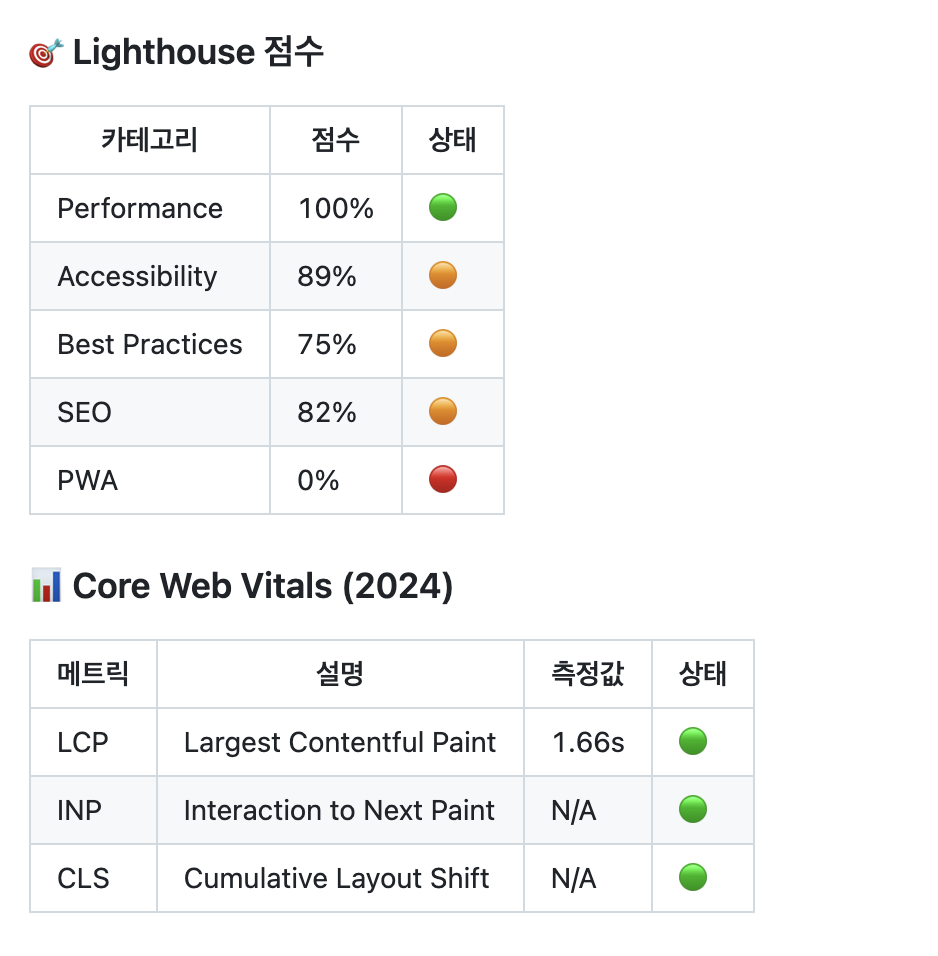 🎯 Lighthouse 점수
카테고리 점수 상태
Performance 100% 🟢
Accessibility 89% 🟠
Best Practices 75% 🟠
SEO 82% 🟠
PWA 0% 🔴
📊 Core Web Vitals (2024)
메트릭 설명 측정값 상태
LCP Largest Contentful Paint 1.66s 🟢
INP Interaction to Next Paint N/A 🟢
CLS Cumulative Layout Shift N/A 🟢